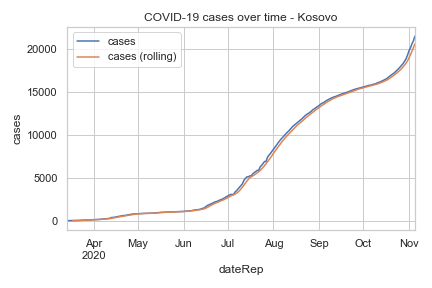 COVID-19 cases over time - Kosovo
cases
cases (rolling)
20000
15000
10000
5000
0
cases
Apr
2020
May
Jun
Jul
Aug
Sep
Oct
Nov
dateRep